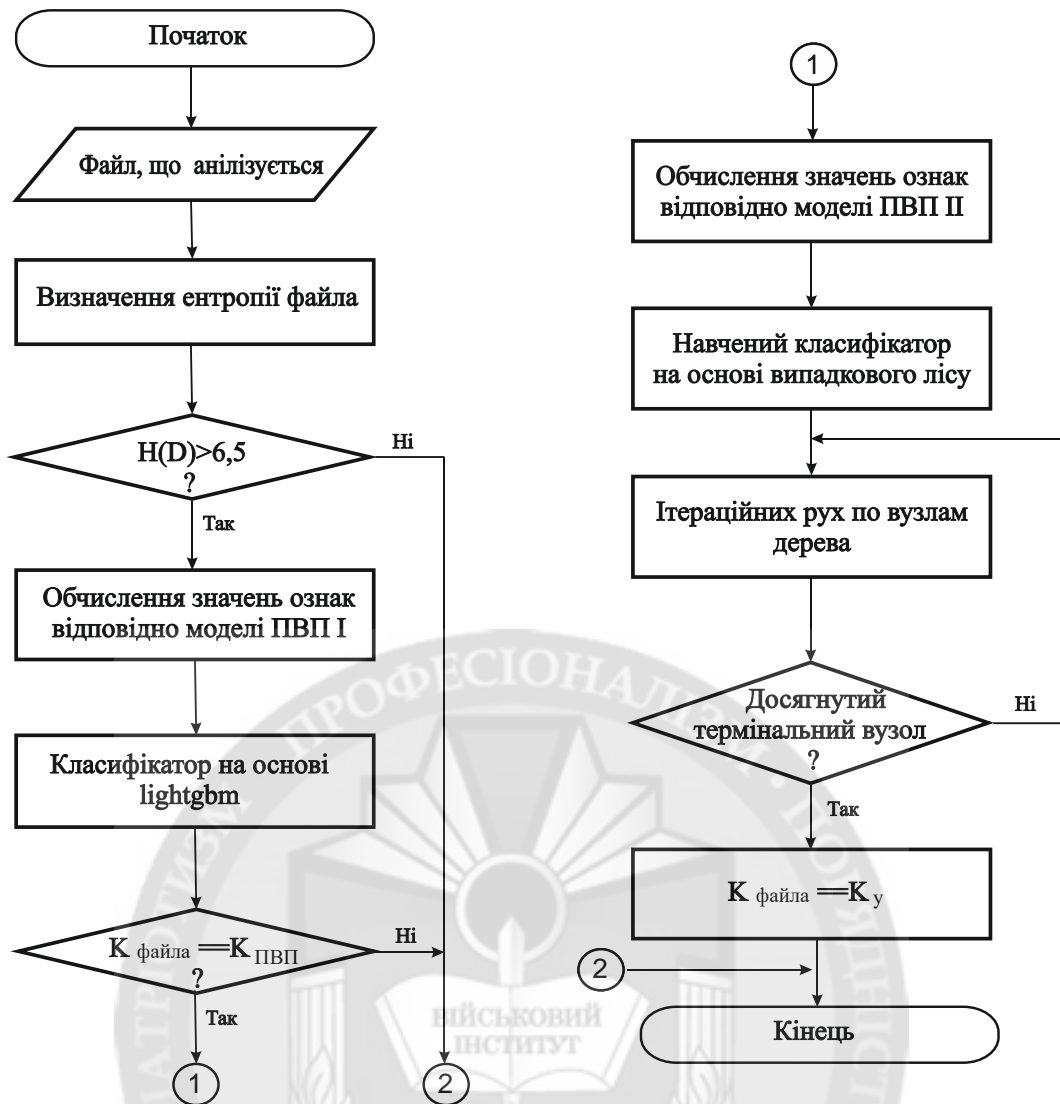 Початок
Файл, що анілізується
Визначення ентропії файла
H(D)>6,5
?
Ні
Так
Обчислення значень ознак
відповідно моделі ПВП І
Класифікатор на основі
lightgbm
K файла ==K ПВП
?
Ні
Так
1
2
1
Обчислення значень ознак
відповідно моделі ПВП ІІ
Навчений класифікатор
на основі випадкового лісу
Ітераційних рух по вузлам
дерева
Досягнутий
термінальний вузол
?
Ні
Так
K файла ==K у
2
Кінець
ПАТРІОТИЗМ ПРОФЕСІОНАЛІЗМ
ВІЙСЬКОВИЙ
ІНСТИТУТ